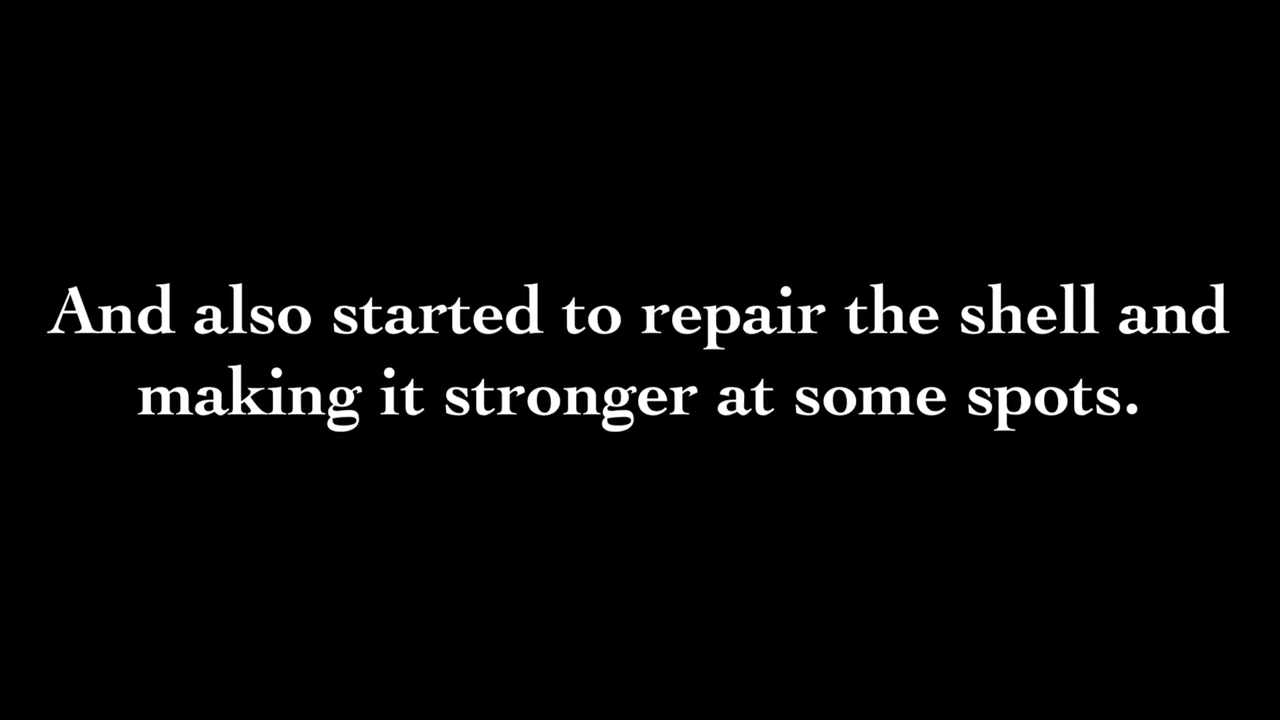 And also started to repair the shell and
making it stronger at some spots.